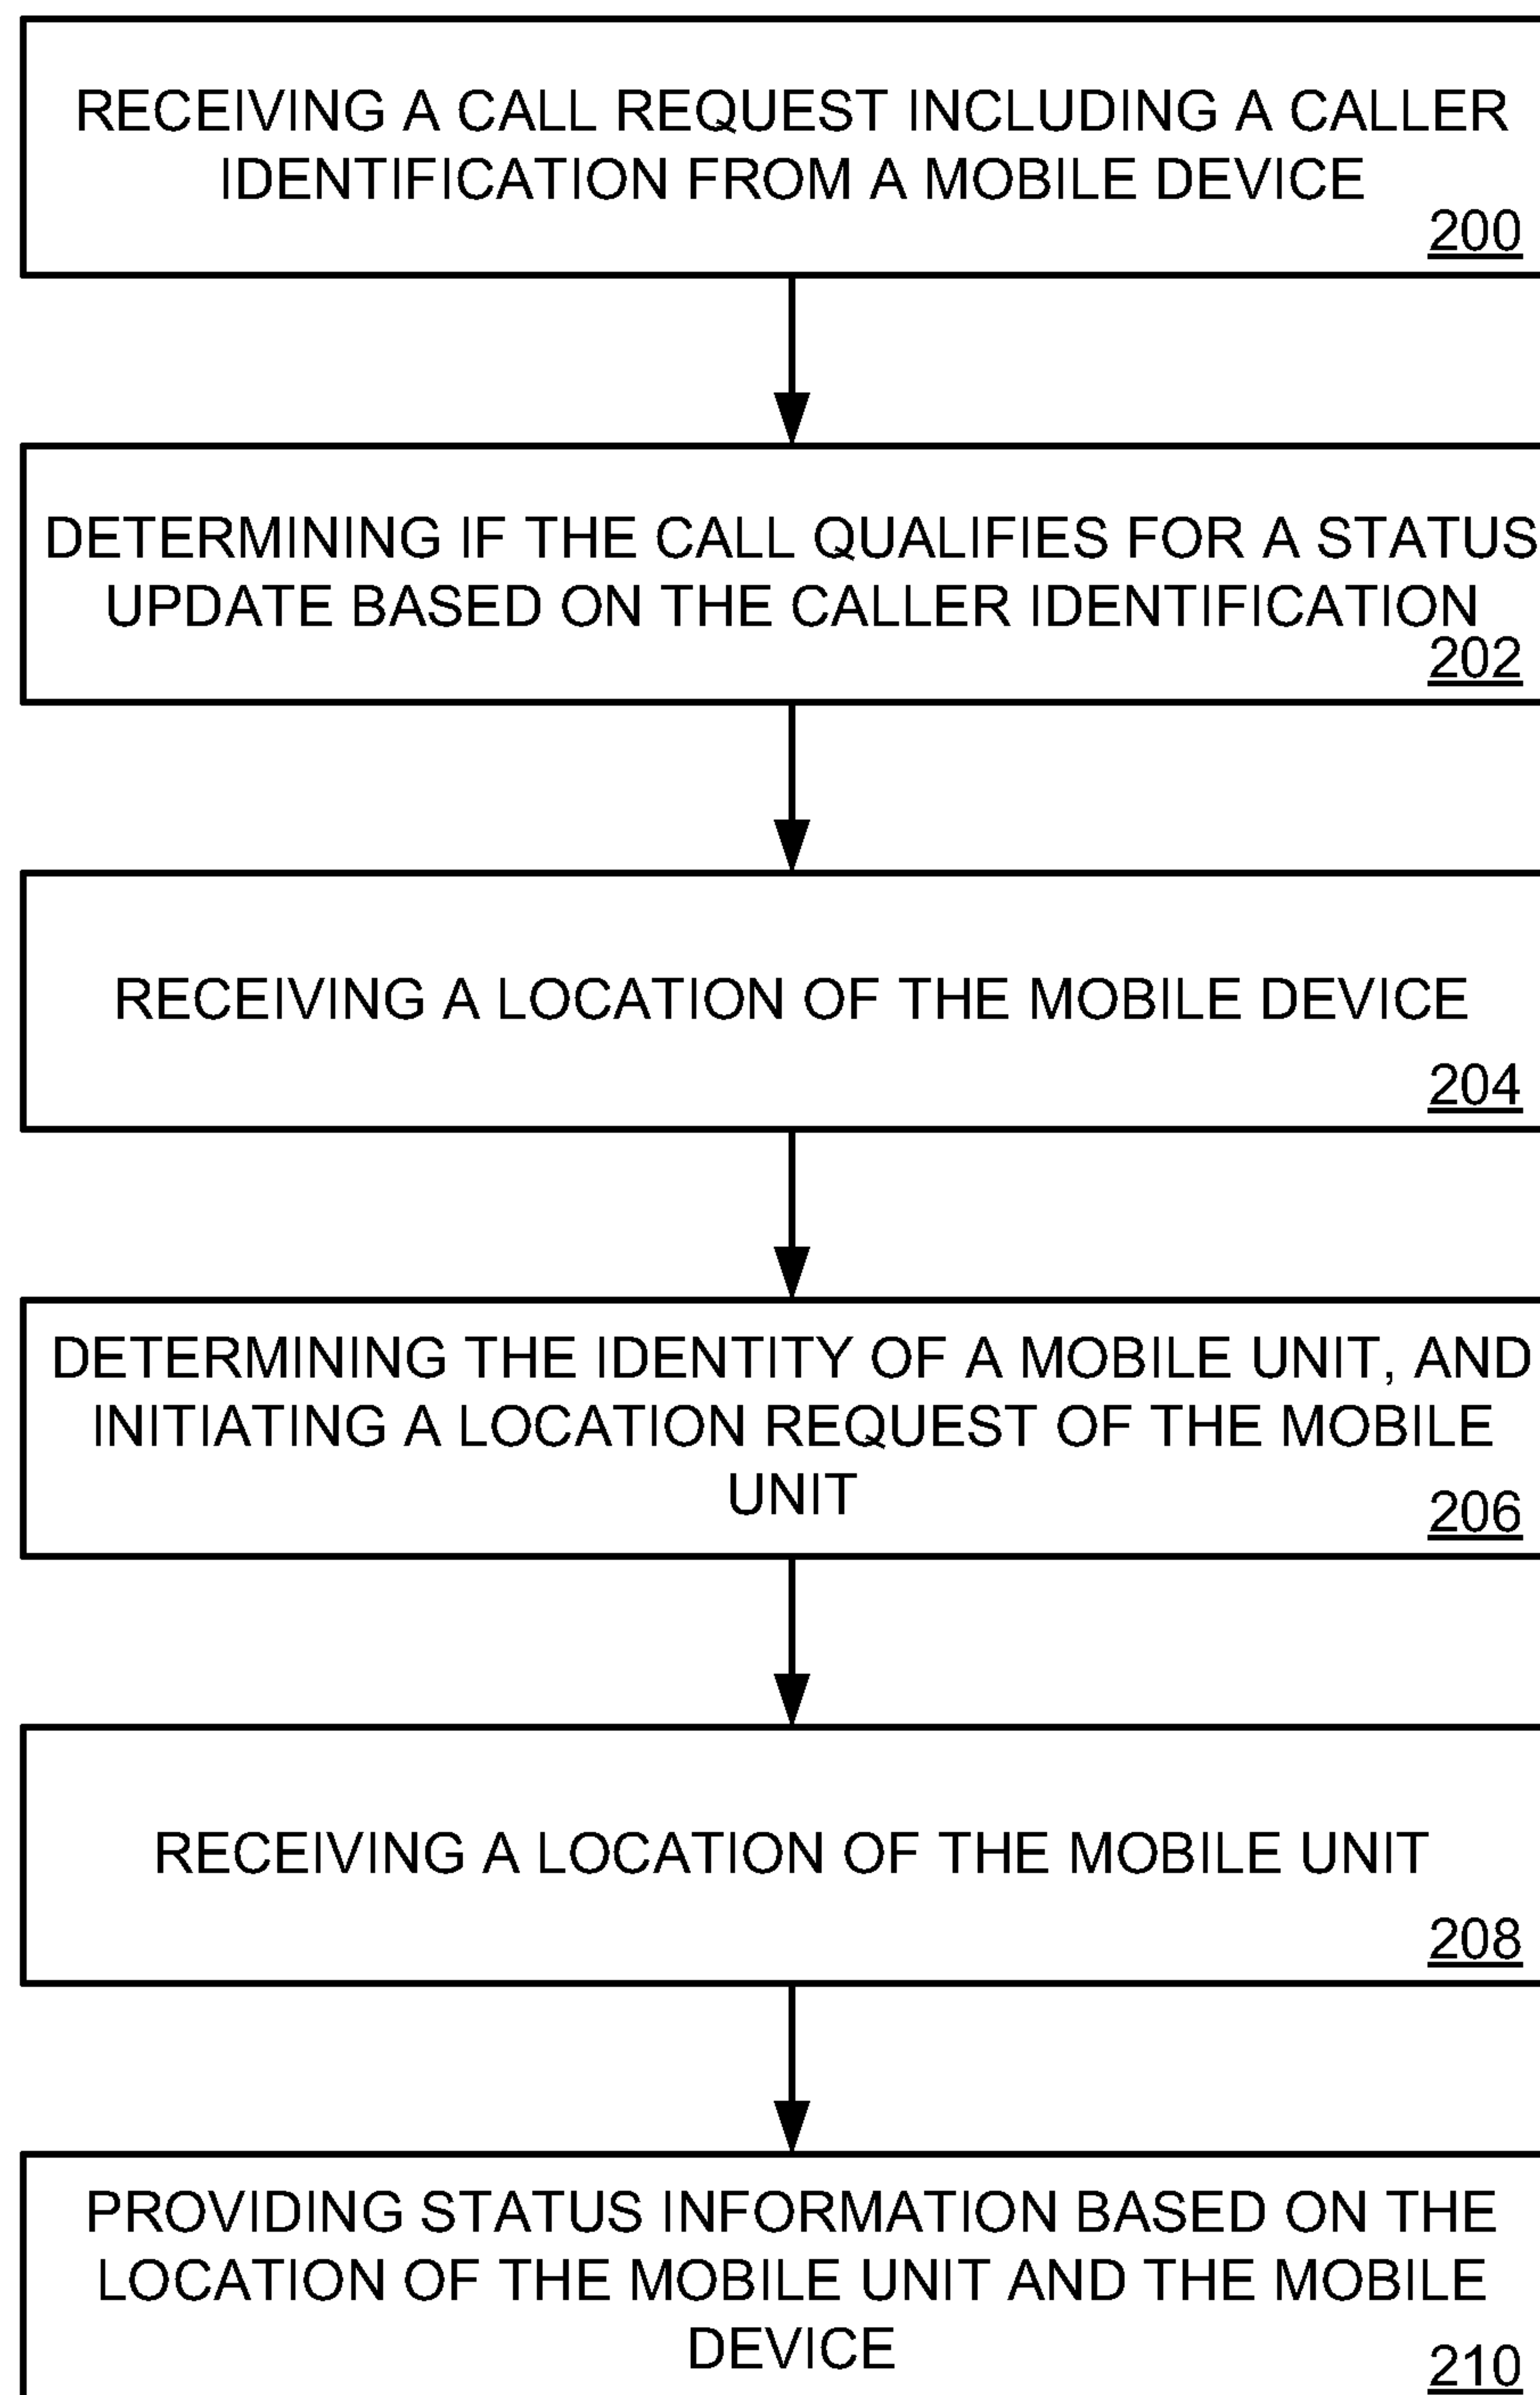 RECEIVING A CALL REQUEST INCLUDING A CALLER
IDENTIFICATION FROM A MOBILE DEVICE
200
DETERMINING IF THE CALL QUALIFIES FOR A STATUS
UPDATE BASED ON THE CALLER IDENTIFICATION
202
RECEIVING A LOCATION OF THE MOBILE DEVICE
204
DETERMINING THE IDENTITY OF A MOBILE UNIT, AND
INITIATING A LOCATION REQUEST OF THE MOBILE
UNIT
206
RECEIVING A LOCATION OF THE MOBILE UNIT
208
PROVIDING STATUS INFORMATION BASED ON THE
LOCATION OF THE MOBILE UNIT AND THE MOBILE
DEVICE
210